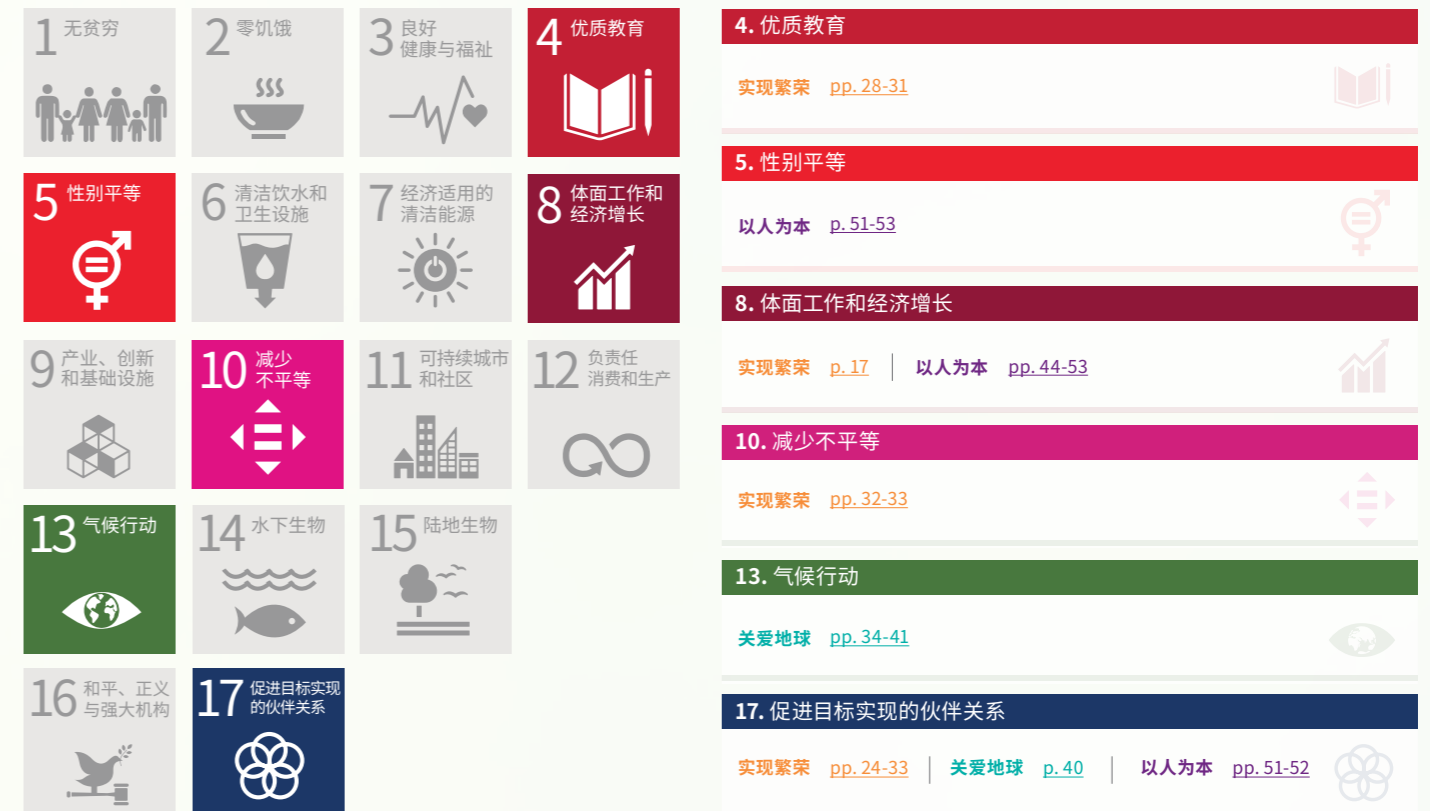 1 无贫穷
2 零饥饿
3 良好
健康与福祉
4 优质教育
5 性别平等
6 清洁饮水和
卫生设施
7 经济适用的
清洁能源
8 体面工作和
经济增长
9 产业、创新
和基础设施
10 减少
不平等
11 可持续城市
和社区
12 负责任
消费和生产
13 气候行动
14 水下生物
15 陆地生物
16 和平、正义
与强大机构
17 促进目标实现
的伙伴关系
4. 优质教育
实现繁荣 pp. 28-31
5. 性别平等
以人为本 p. 51-53
8. 体面工作和经济增长
实现繁荣 p. 17 | 以人为本 pp. 44-53
10. 减少不平等
实现繁荣 pp. 32-33
13. 气候行动
关爱地球 pp. 34-41
17. 促进目标实现的伙伴关系
实现繁荣 pp. 24-33 | 关爱地球 p. 40 | 以人为本 pp. 51-52